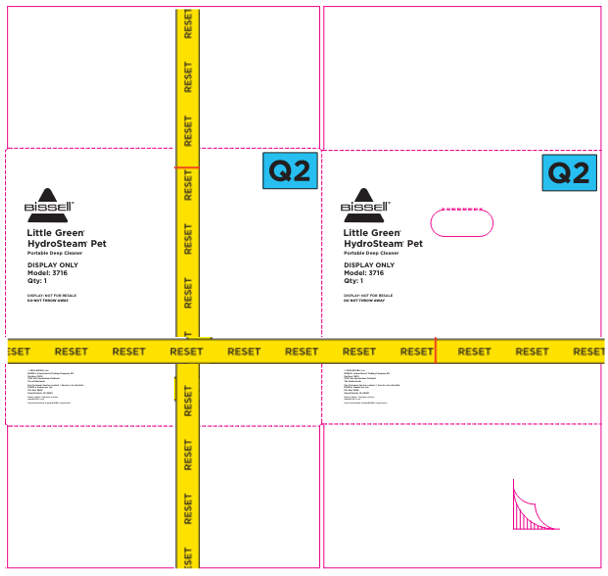 RESET
RESET
RESET
Q2
Q2
BISSELL®
BISSELL®
Little Green®
HydroSteam® Pet
Portable Deep Cleaner
DISPLAY ONLY
Model: 3716
Qty: 1
DISPLAY: NOT FOR RESALE
DO NOT THROW AWAY
Little Green®
HydroSteam® Pet
Portable Deep Cleaner
DISPLAY ONLY
Model: 3716
Qty: 1
DISPLAY: NOT FOR RESALE
DO NOT THROW AWAY
RESET
RESET
ESET RESET RESET RESET RESET RESET RESET RESET RESET RESET RESET
RESET
RESET
RESET